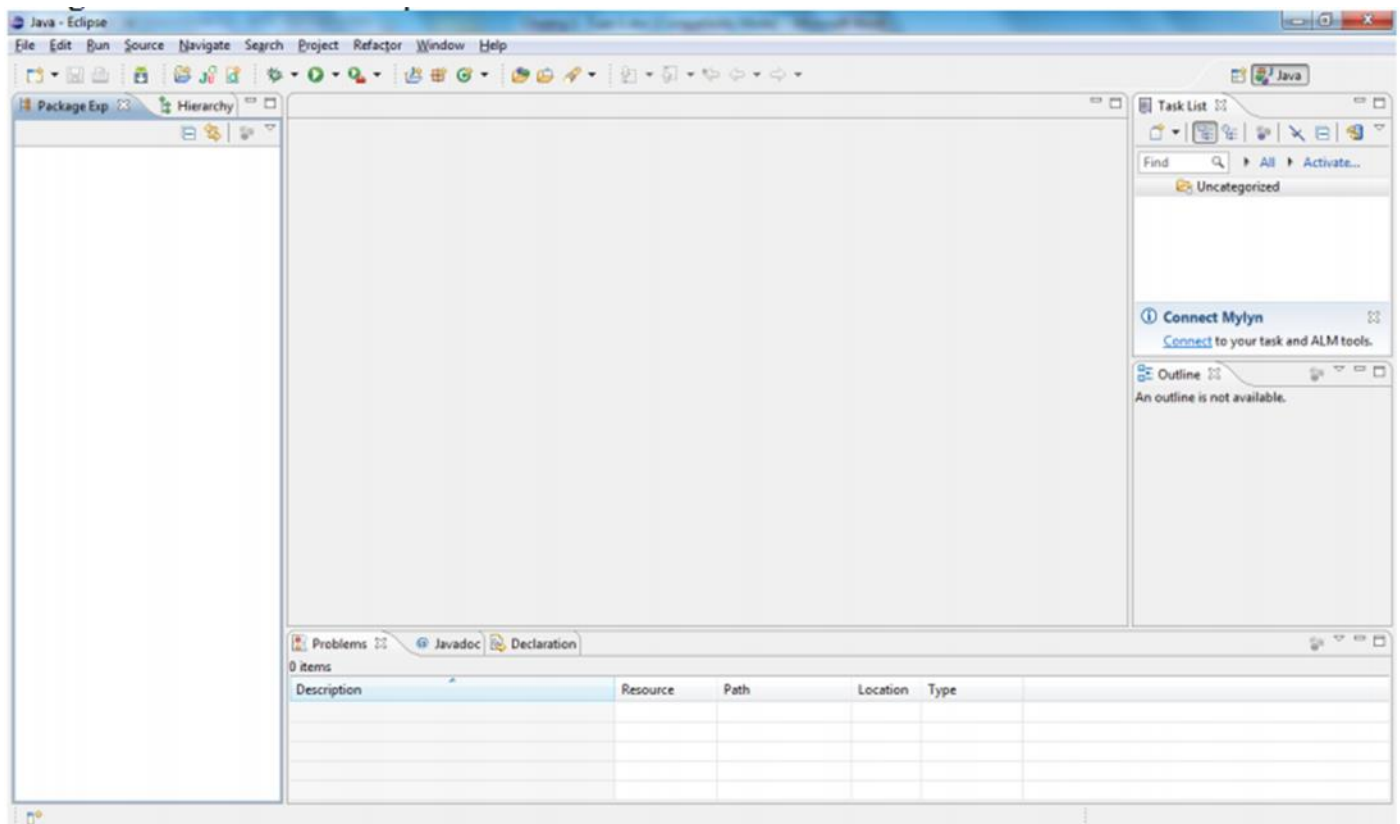 Java - Eclipse
File Edit Run Source Navigate Search Project Refactor Window Help
Java
Package Exp Hierarchy
Task List
Find All Activate...
Uncategorized
Connect Mylyn
Connect to your task and ALM tools.
Outline
An outline is not available.
Problems @ Javadoc Declaration
0 items
Description Resource Path Location Type